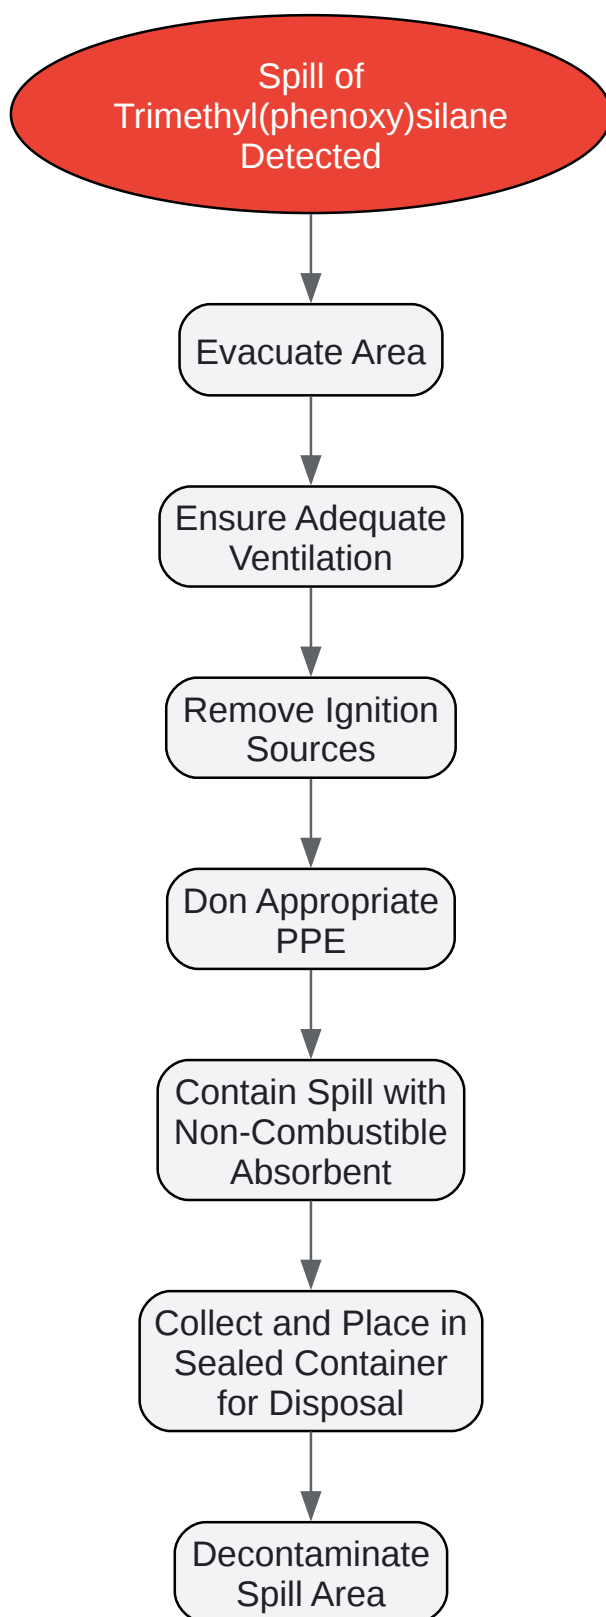 Spill of
Trimethyl(phenoxy)silane
Detected
Evacuate Area
Ensure Adequate
Ventilation
Remove Ignition
Sources
Don Appropriate
PPE
Contain Spill with
Non-Combustible
Absorbent
Collect and Place in
Sealed Container
for Disposal
Decontaminate
Spill Area